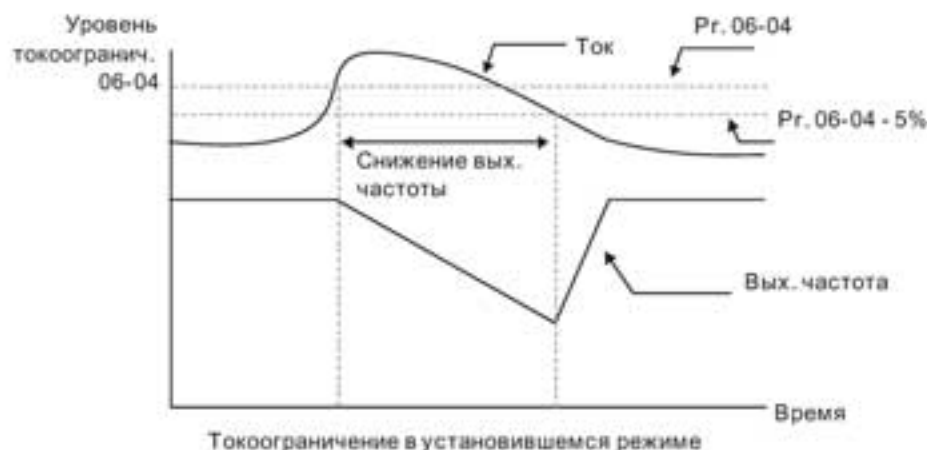 Уровень
токоогранич.
06-04
Pr. 06-04
Ток
Pr. 06-04 - 5%
Снижение вых.
частоты
Вых. частота
Время
Токоограничение в установившемся режиме